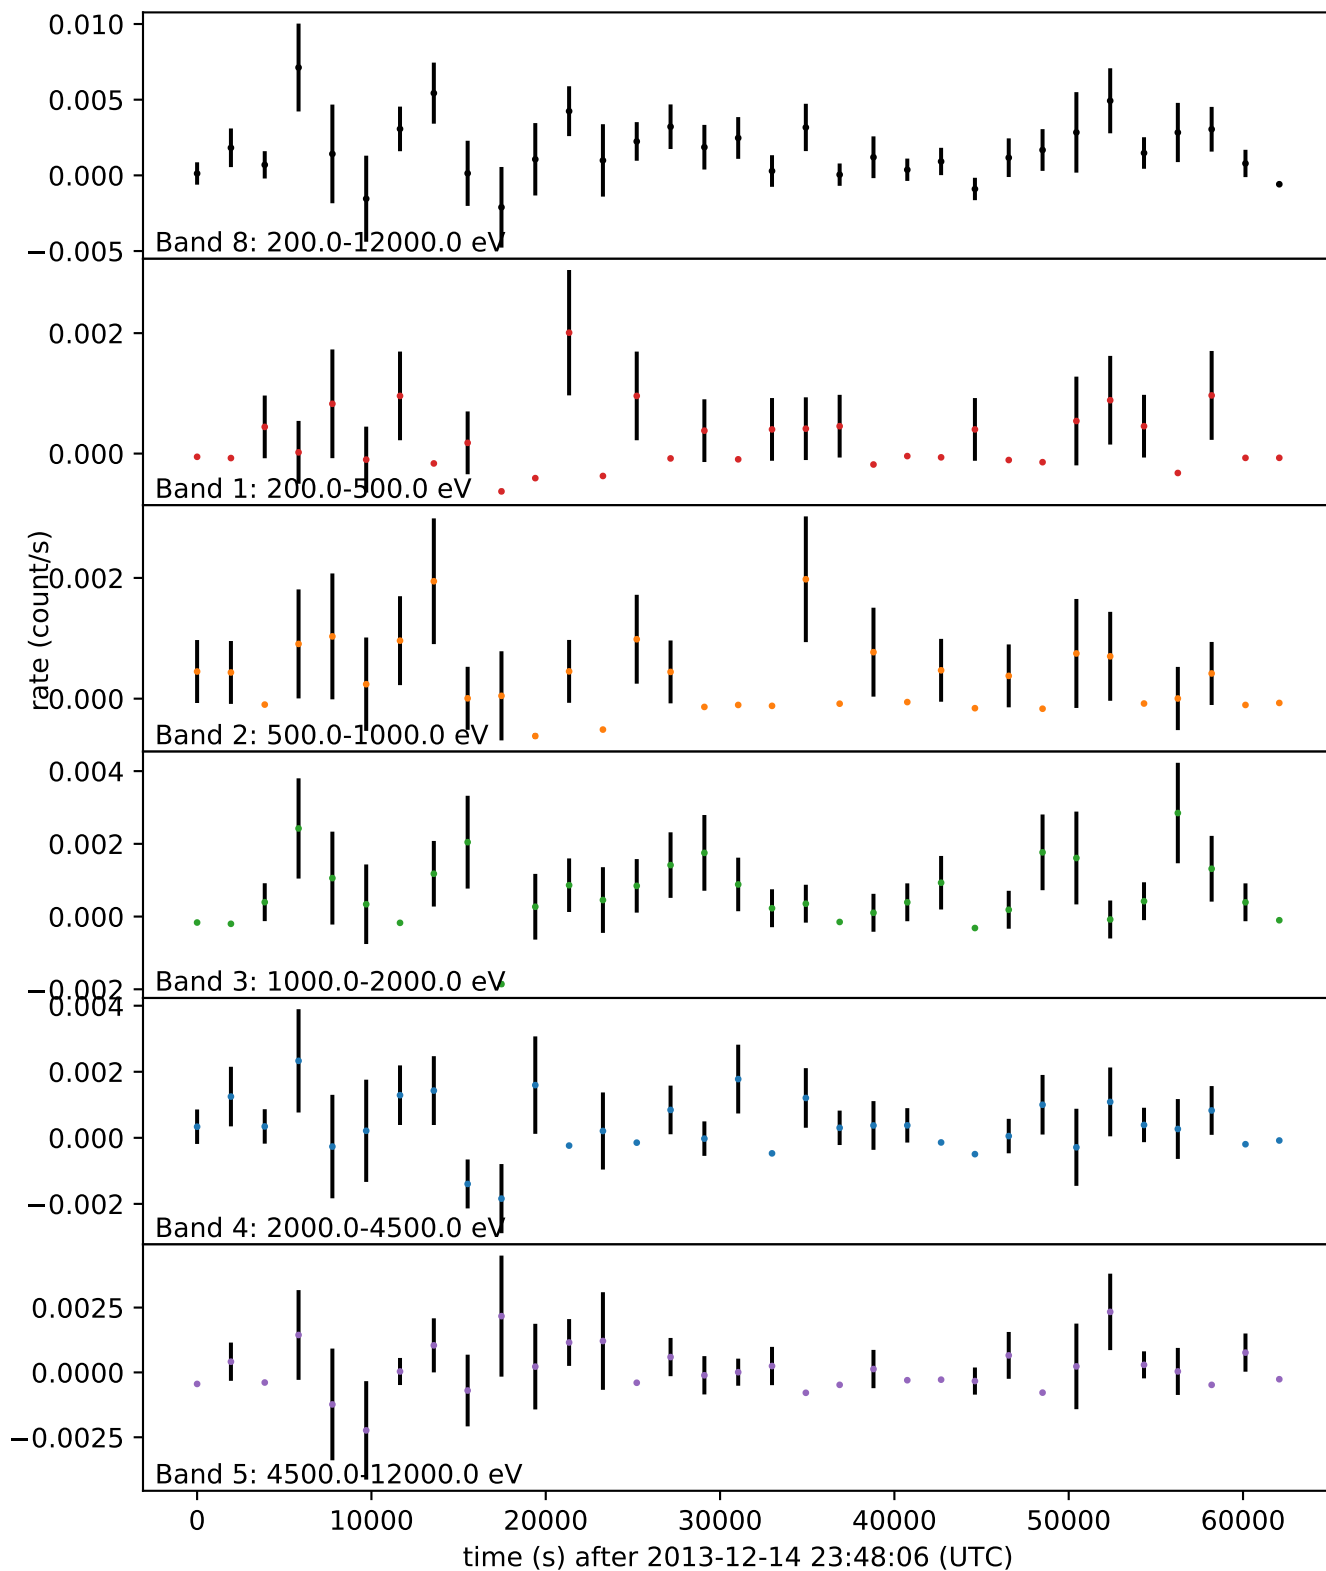 0.010
0.005
0.000
−0.005
Band 8: 200.0-12000.0 eV
0.002
0.000
Band 1: 200.0-500.0 eV
rate (count/s)
0.002
0.000
Band 2: 500.0-1000.0 eV
0.004
0.002
0.000
−0.002
Band 3: 1000.0-2000.0 eV
0.004
0.002
0.000
−0.002
Band 4: 2000.0-4500.0 eV
0.0025
0.0000
−0.0025
Band 5: 4500.0-12000.0 eV
0 10000 20000 30000 40000 50000 60000
time (s) after 2013-12-14 23:48:06 (UTC)